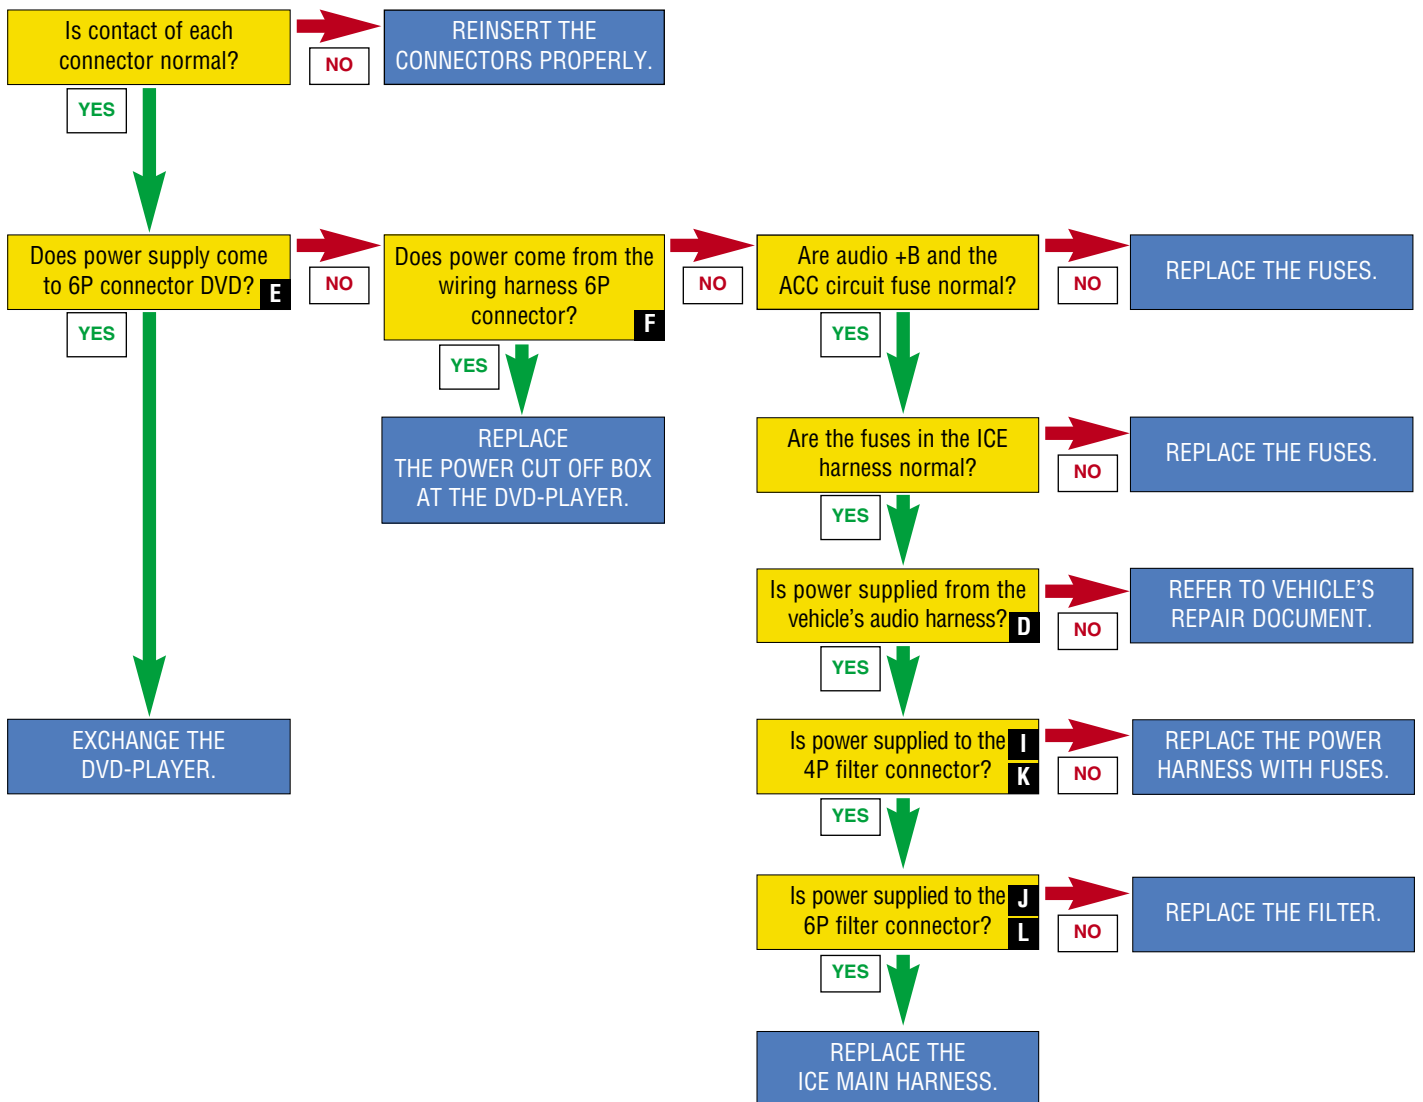 Is contact of each
connector normal?
NO
REINSERT THE
CONNECTORS PROPERLY.
YES
Does power supply come
to 6P connector DVD?
E
NO
Does power come from the
wiring harness 6P
connector?
F
NO
Are audio +B and the
ACC circuit fuse normal?
NO
REPLACE THE FUSES.
YES
YES
YES
REPLACE
THE POWER CUT OFF BOX
AT THE DVD-PLAYER.
Are the fuses in the ICE
harness normal?
NO
REPLACE THE FUSES.
YES
Is power supplied from the
vehicle's audio harness?
D
NO
REFER TO VEHICLE'S
REPAIR DOCUMENT.
YES
EXCHANGE THE
DVD-PLAYER.
Is power supplied to the
4P filter connector?
I
K
NO
REPLACE THE POWER
HARNESS WITH FUSES.
YES
Is power supplied to the
6P filter connector?
J
L
NO
REPLACE THE FILTER.
YES
REPLACE THE
ICE MAIN HARNESS.